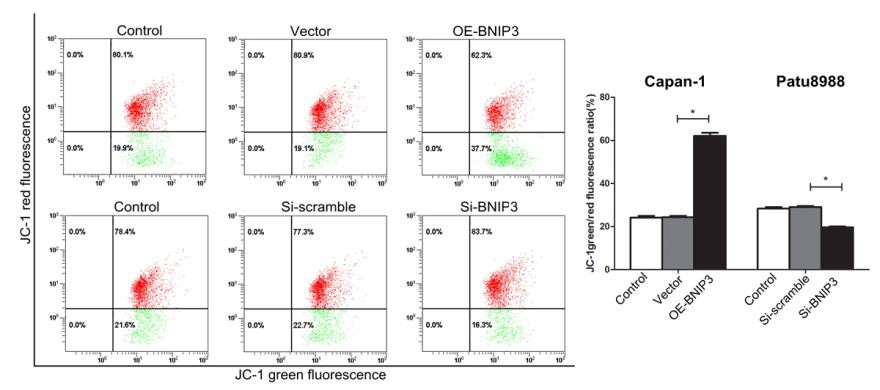 Control
Vector
OE-BNIP3
0.0%
80.1%
0.0%
80.9%
0.0%
62.3%
0.0%
19.9%
0.0%
19.1%
0.0%
37.7%
Control
Si-scramble
Si-BNIP3
0.0%
78.4%
0.0%
77.3%
0.0%
83.7%
0.0%
21.6%
0.0%
22.7%
0.0%
16.3%
JC-1 red fluorescence
JC-1 green fluorescence
Capan-1
Patu8988
JC-1green/red fluorescence ratio(%)
80
60
40
20
0
*
*
Control
Vector
OE-BNIP3
Control
Si-scramble
Si-BNIP3